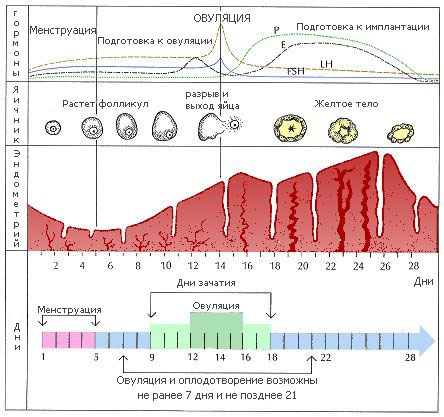 гормоны
Менструация
ОВУЛЯЦИЯ
Подготовка к овуляции
Подготовка к имплантации
P
E
LH
FSH
Яичник
Растет фолликул
разрыв и
выход яйца
Желтое тело
Эндометрий
2 4 6 8 10 12 14 16 18 20 22 24 26 28
Дни
Дни
Дни зачатия
Менструация
Овуляция
1 5 9 12 14 16 18 22 28
Овуляция и оплодотворение возможны
не ранее 7 дня и не позднее 21